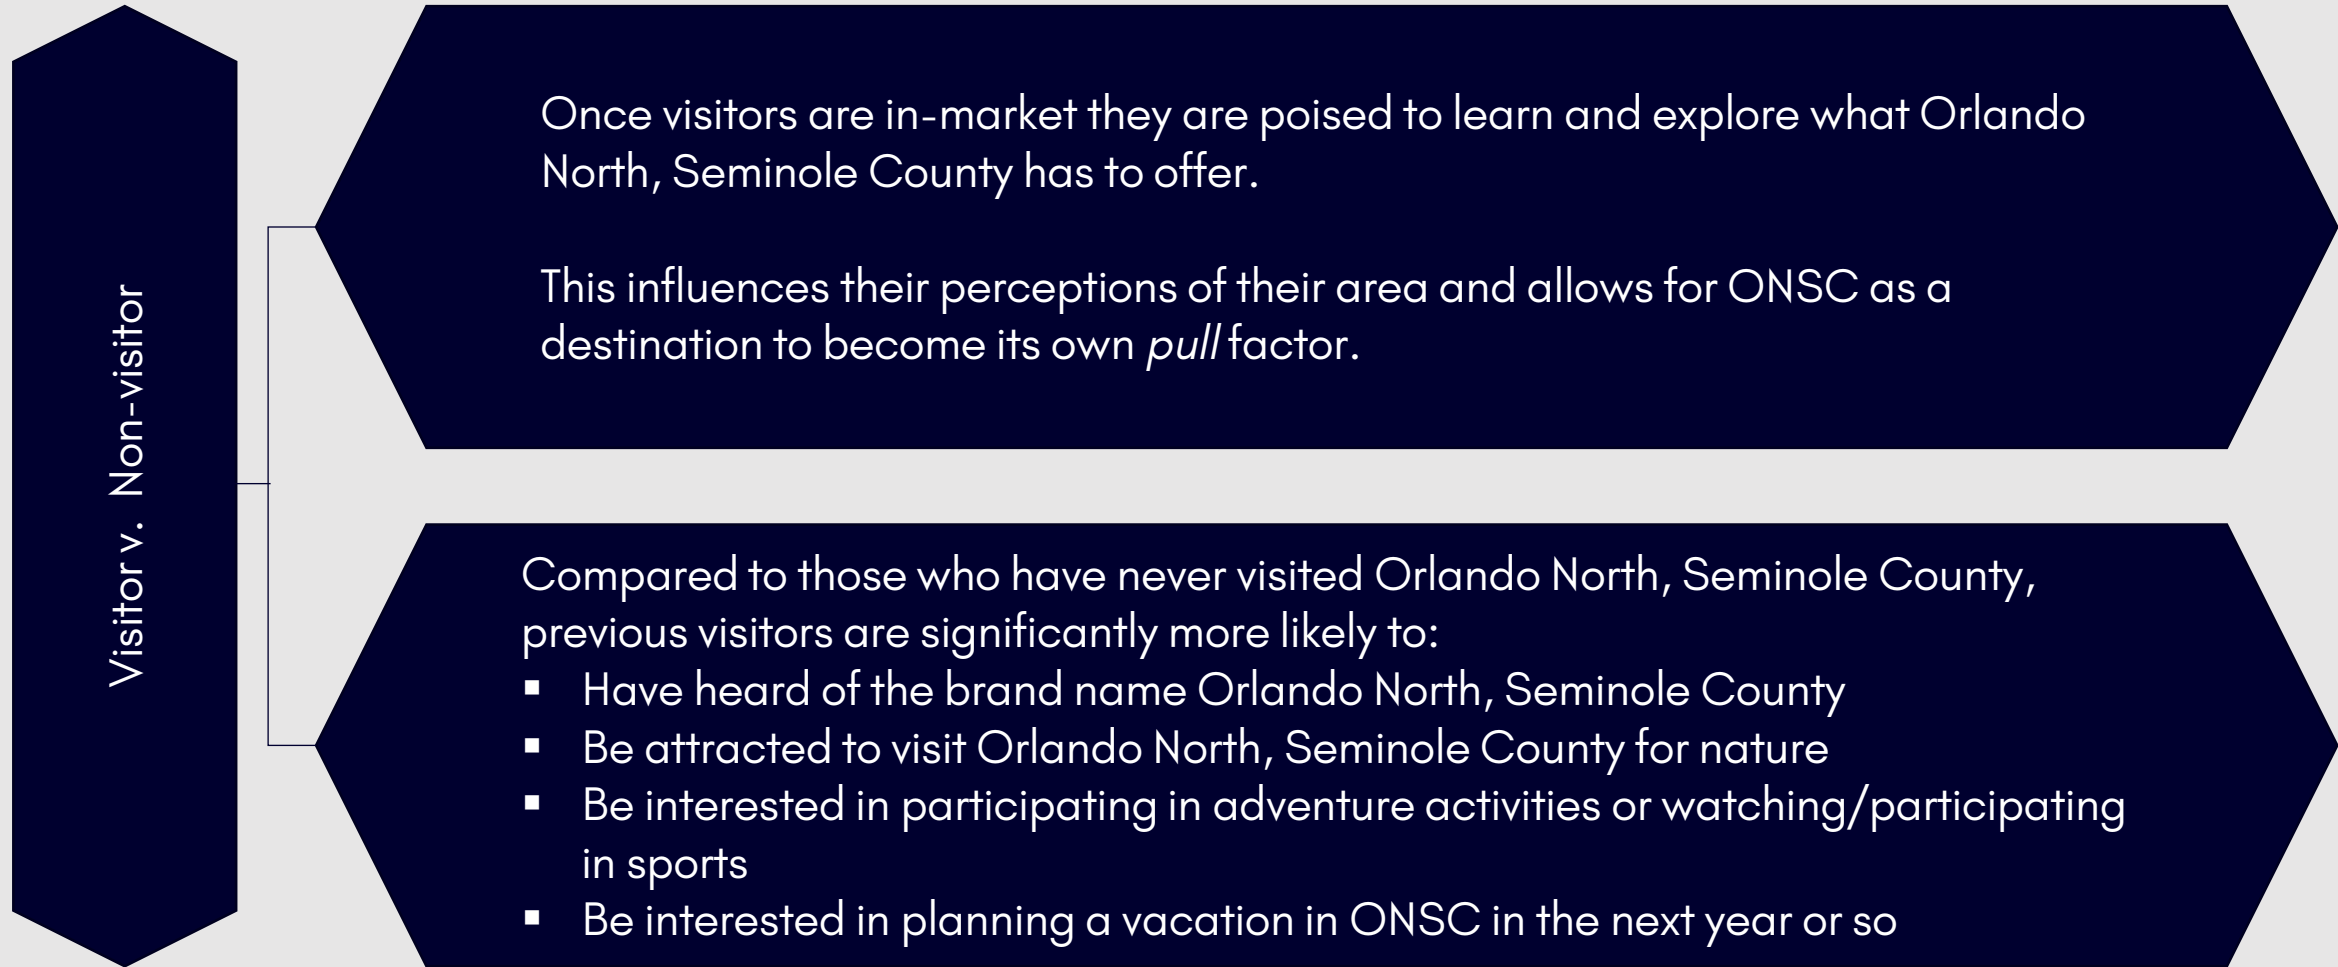 Visitor v. Non-visitor
Once visitors are in-market they are poised to learn and explore what Orlando
North, Seminole County has to offer.
This influences their perceptions of their area and allows for ONSC as a
destination to become its own pull factor.
Compared to those who have never visited Orlando North, Seminole County,
previous visitors are significantly more likely to:
▪ Have heard of the brand name Orlando North, Seminole County
▪ Be attracted to visit Orlando North, Seminole County for nature
▪ Be interested in participating in adventure activities or watching/participating
in sports
▪ Be interested in planning a vacation in ONSC in the next year or so